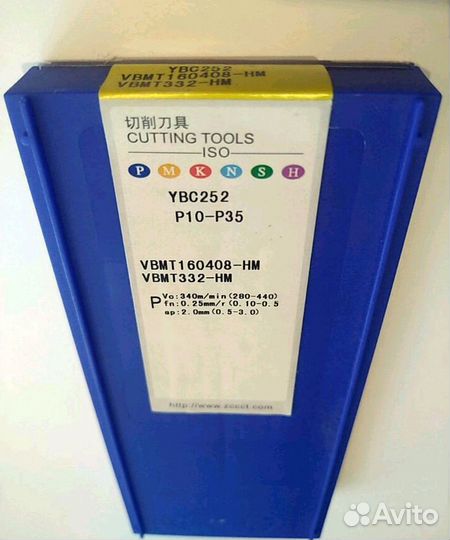 YBC252
VBMT160408-HM
VBMT332-HM
切削刀具
CUTTING TOOLS
ISO
P M K N S H
YBC252
P10-P35
VBMT160408-HM
VBMT332-HM
P
Vc:340m/min(280-440)
fn:0.25mm/r(0.10-0.5
ap:2.0mm(0.5-3.0)
http://www.zccct.com
Avito